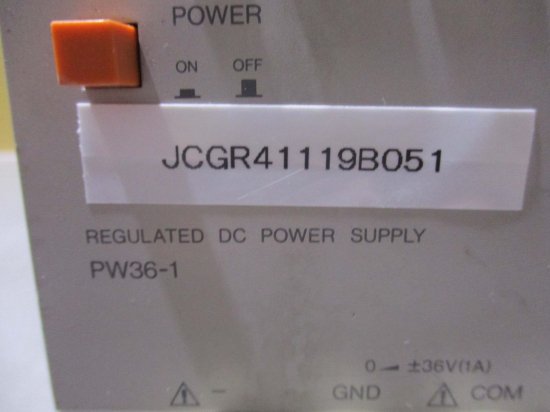 POWER
ON OFF
JCGR41119B051
REGULATED DC POWER SUPPLY
PW36-1
0 ±36V(1A)
- GND COM